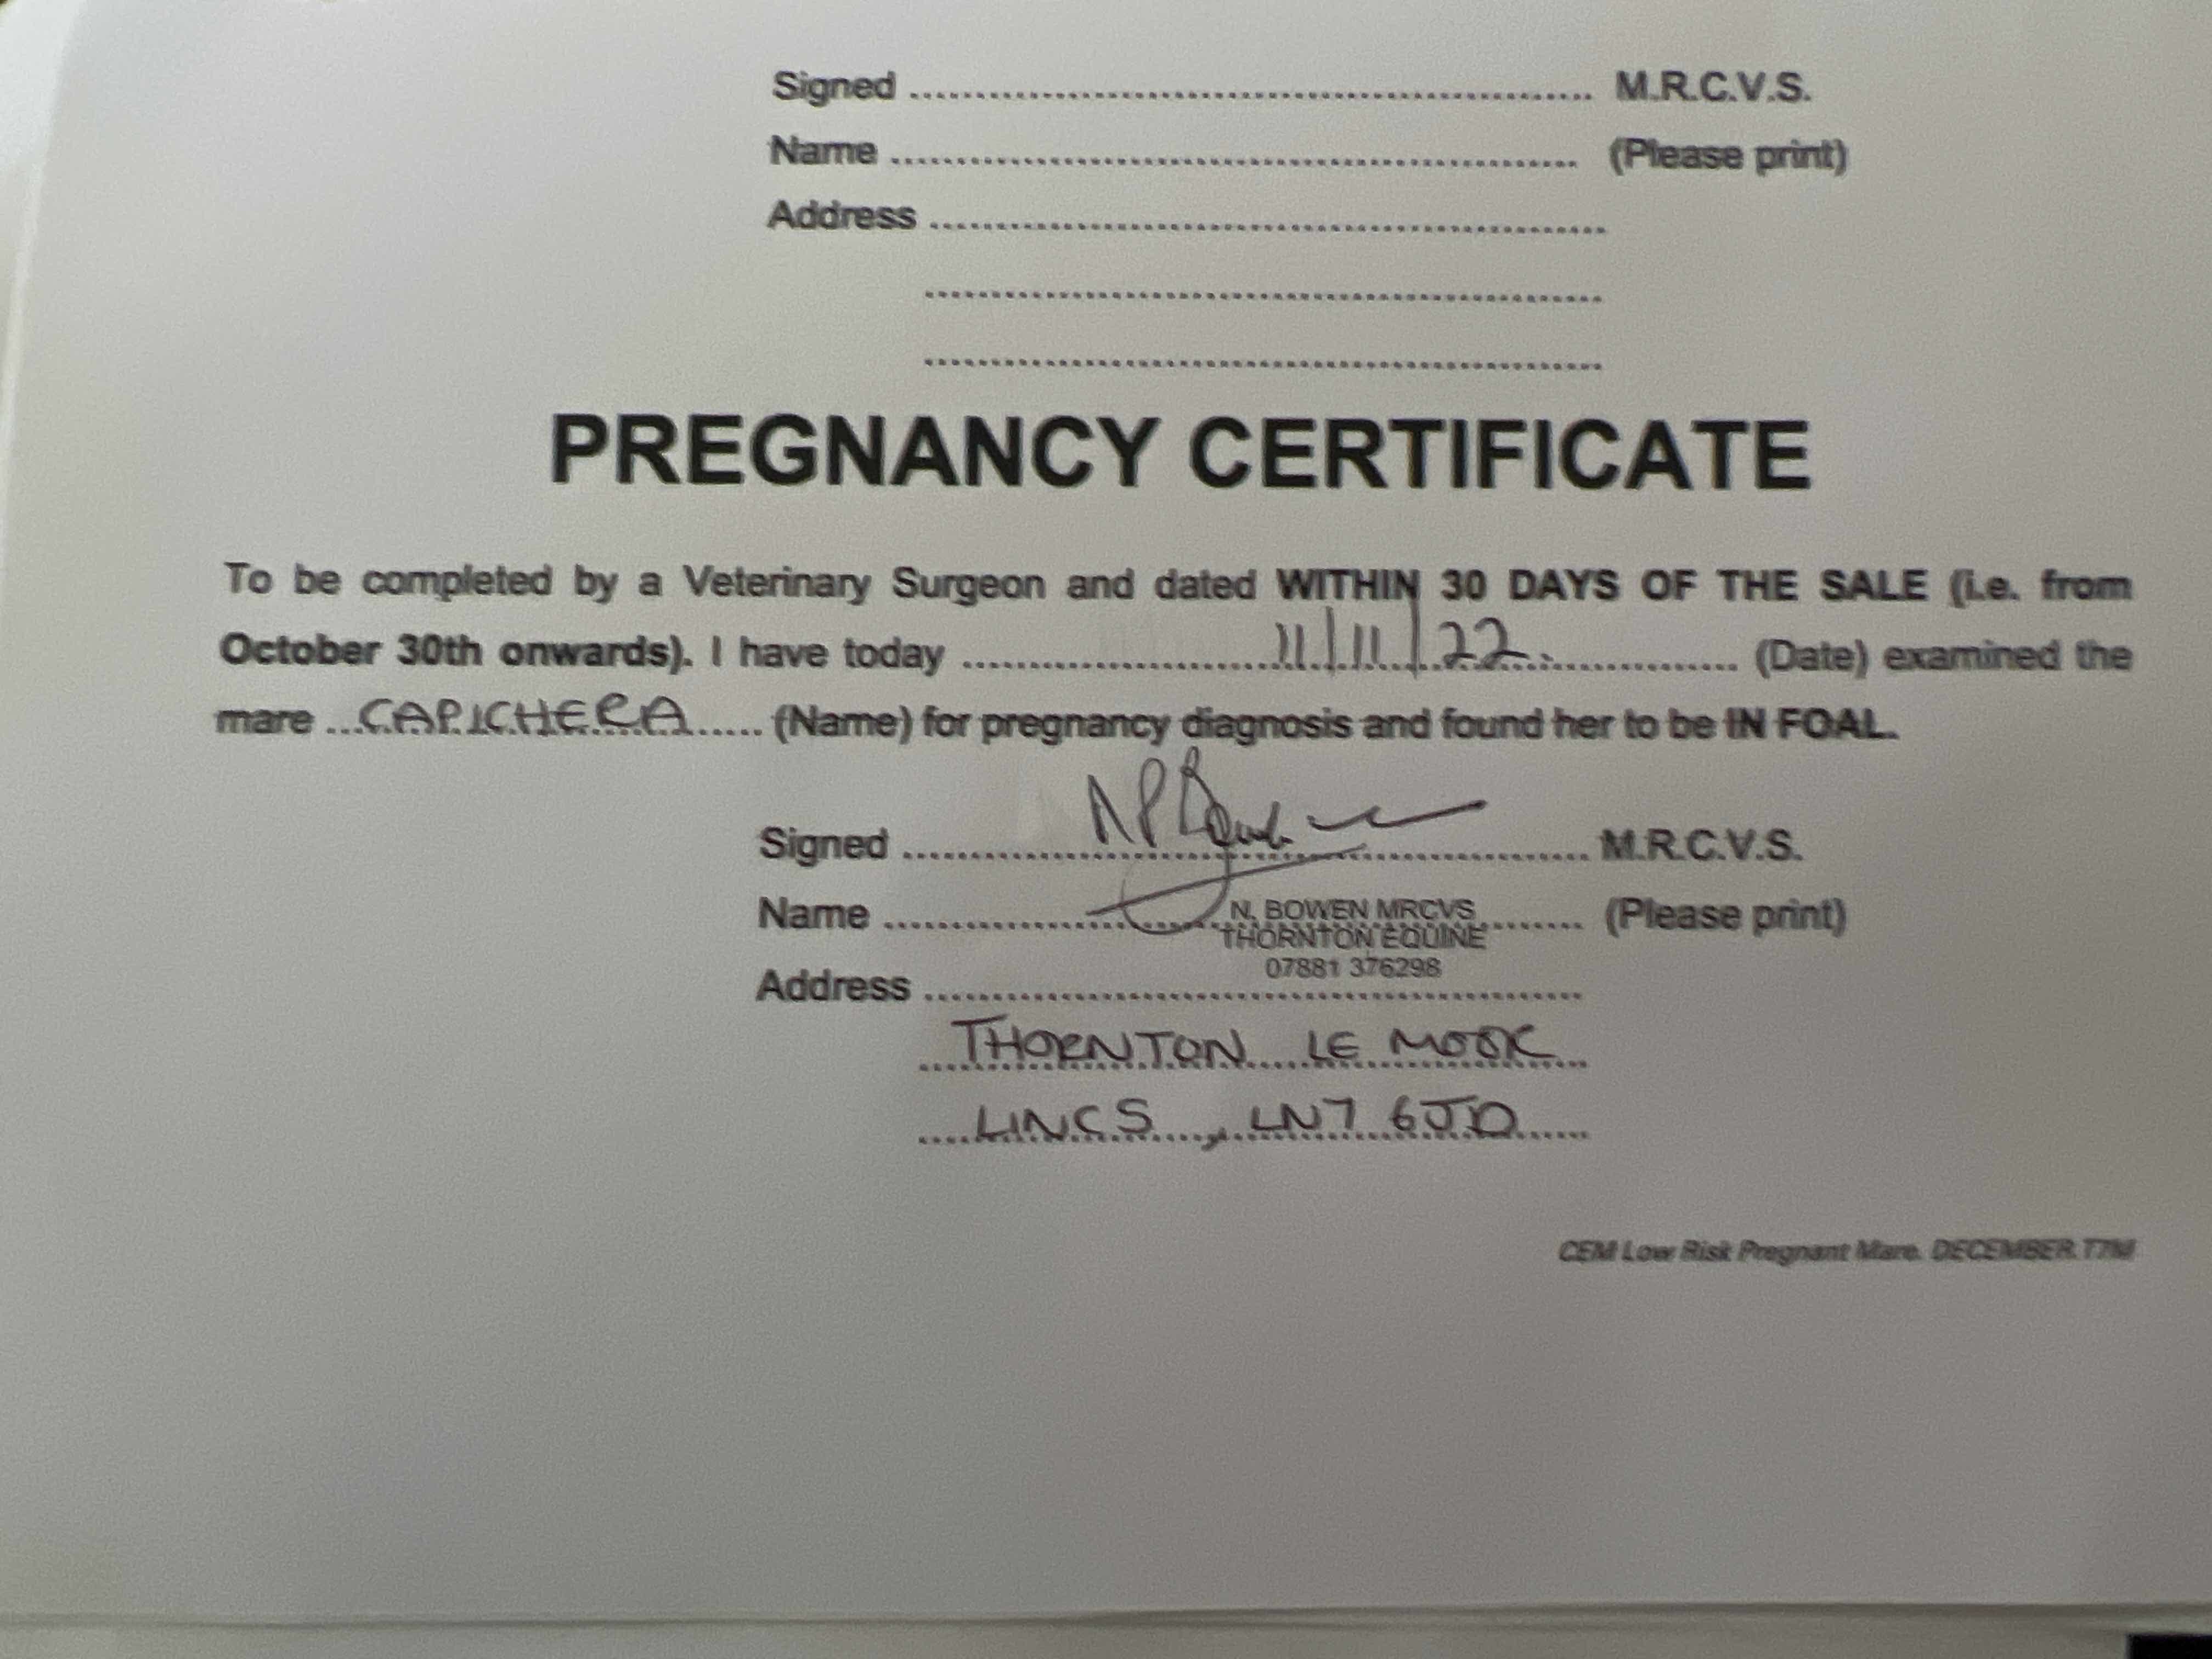 Signed ........................................ M.R.C.V.S.
Name ........................................ (Please print)
Address ........................................
........................................
........................................
PREGNANCY CERTIFICATE
To be completed by a Veterinary Surgeon and dated WITHIN 30 DAYS OF THE SALE (i.e. from
October 30th onwards). I have today ..........11/11/22........... (Date) examined the
mare ...CAPICHERA..... (Name) for pregnancy diagnosis and found her to be IN FOAL.
Signed ........................................ M.R.C.V.S.
Name .................... N. BOWEN MRCVS ........ (Please print)
THORNTON EQUINE
07881 376298
Address ........................................
THORNTON LE MOOR
LINCS, LN7 6JD
CEM Low Risk Pregnant Mare. DECEMBER.T7M